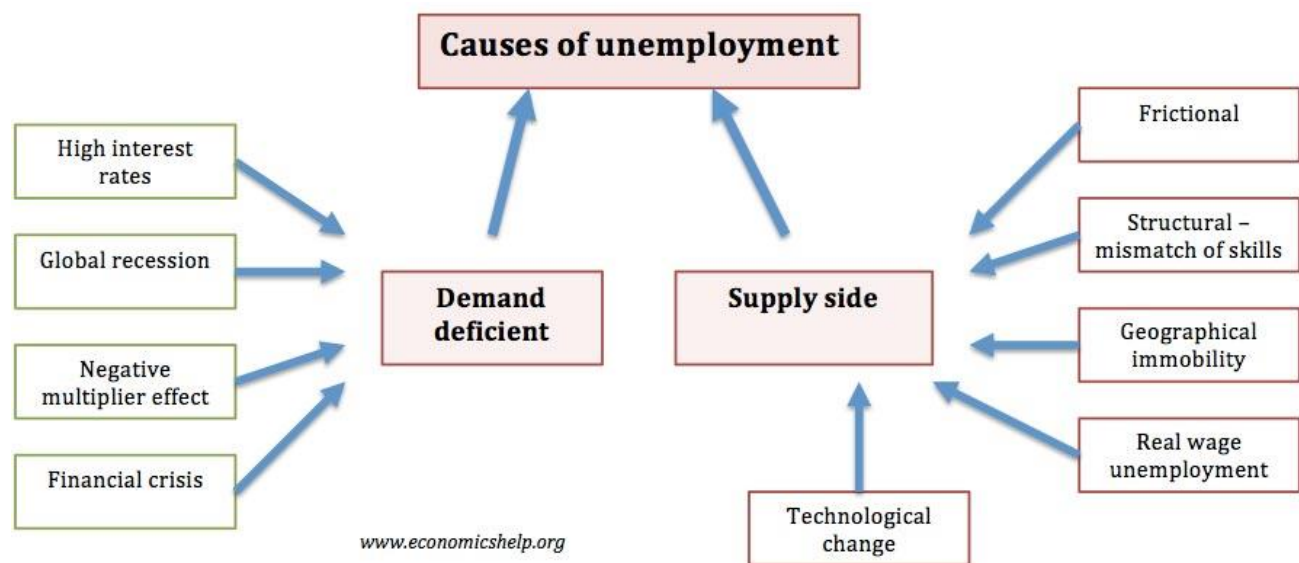 Causes of unemployment
High interest
rates
Global recession
Negative
multiplier effect
Financial crisis
Demand
deficient
Supply side
Frictional
Structural –
mismatch of skills
Geographical
immobility
Real wage
unemployment
Technological
change
www.economicshelp.org